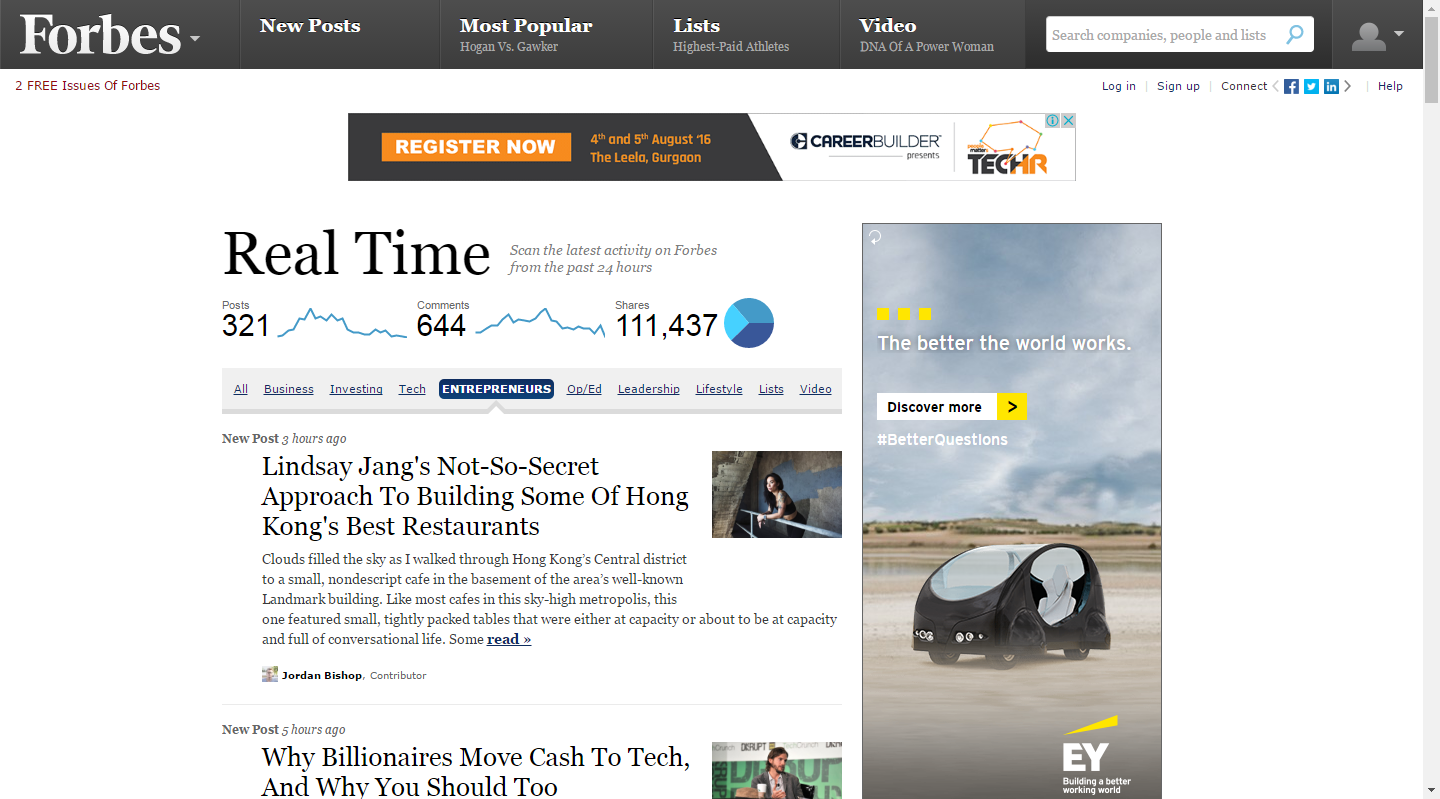 Forbes
New Posts
Most Popular
Hogan Vs. Gawker
Lists
Highest-Paid Athletes
Video
DNA Of A Power Woman
Search companies, people and lists
2 FREE Issues Of Forbes
Log in | Sign up | Connect
Help
REGISTER NOW
4th and 5th August '16
The Leela, Gurgaon
CAREERBUILDER
presents
people
matters
TECHR
Real Time
Scan the latest activity on Forbes
from the past 24 hours
Posts
321
Comments
644
Shares
111,437
All Business Investing Tech ENTREPRENEURS Op/Ed Leadership Lifestyle Lists Video
New Post 3 hours ago
Lindsay Jang's Not-So-Secret
Approach To Building Some Of Hong
Kong's Best Restaurants
Clouds filled the sky as I walked through Hong Kong's Central district
to a small, nondescript cafe in the basement of the area's well-known
Landmark building. Like most cafes in this sky-high metropolis, this
one featured small, tightly packed tables that were either at capacity or about to be at capacity
and full of conversational life. Some read »
Jordan Bishop, Contributor
New Post 5 hours ago
Why Billionaires Move Cash To Tech,
And Why You Should Too
DISRUPT
TechCrunch
The better the world works.
Discover more >
#BetterQuestions
EY
Building a better
working world